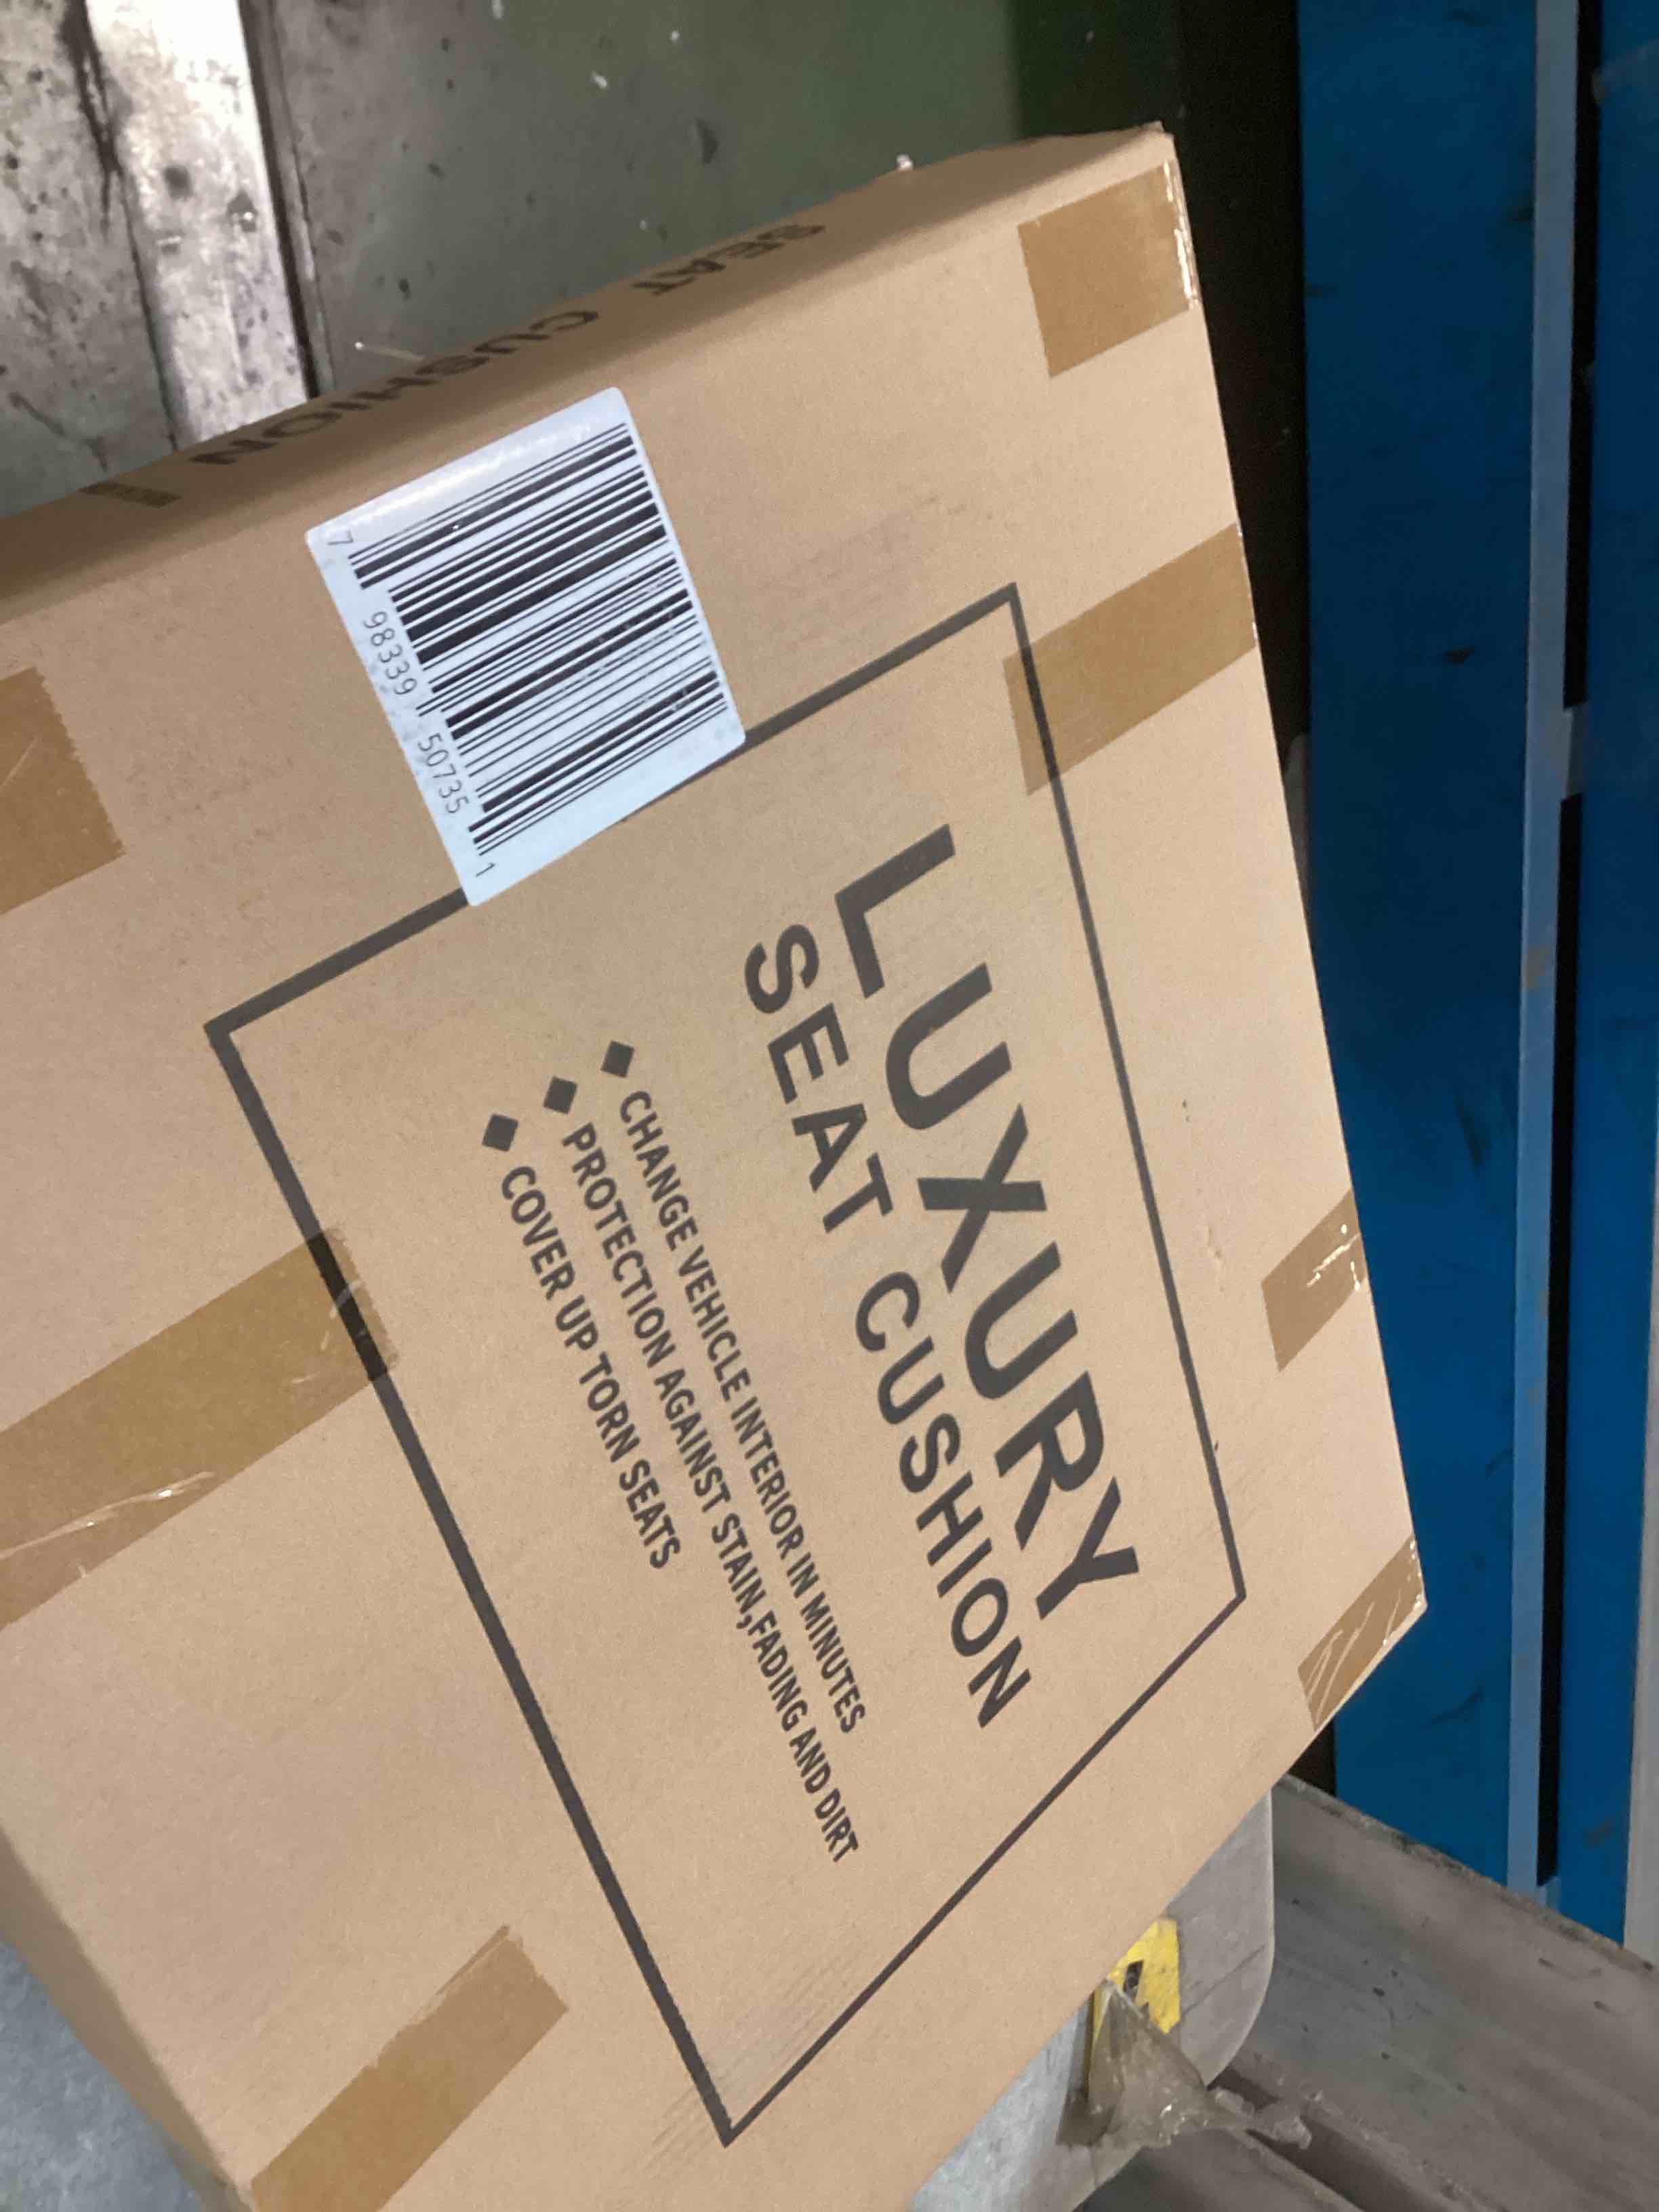 SEAT CUSHION
7 98339 50735 1
LUXURY
SEAT CUSHION
◆ CHANGE VEHICLE INTERIOR IN MINUTES
◆ PROTECTION AGAINST STAIN,FADING AND DIRT
◆ COVER UP TORN SEATS